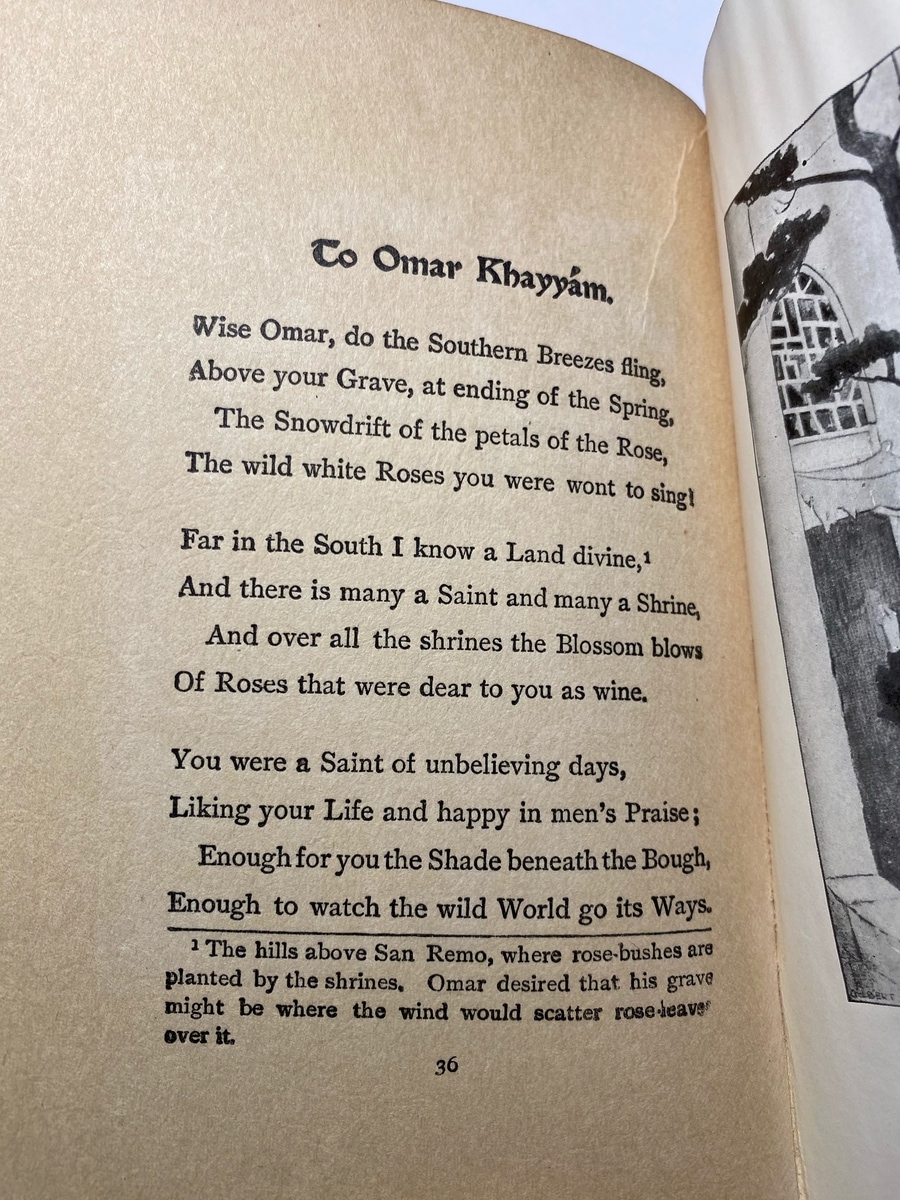 To Omar Khayyám.
Wise Omar, do the Southern Breezes fling,
Above your Grave, at ending of the Spring,
The Snowdrift of the petals of the Rose,
The wild white Roses you were wont to sing!
Far in the South I know a Land divine,¹
And there is many a Saint and many a Shrine,
And over all the shrines the Blossom blows
Of Roses that were dear to you as wine.
You were a Saint of unbelieving days,
Liking your Life and happy in men's Praise;
Enough for you the Shade beneath the Bough,
Enough to watch the wild World go its Ways.
¹ The hills above San Remo, where rose-bushes are
planted by the shrines. Omar desired that his grave
might be where the wind would scatter rose-leaves
over it.
36